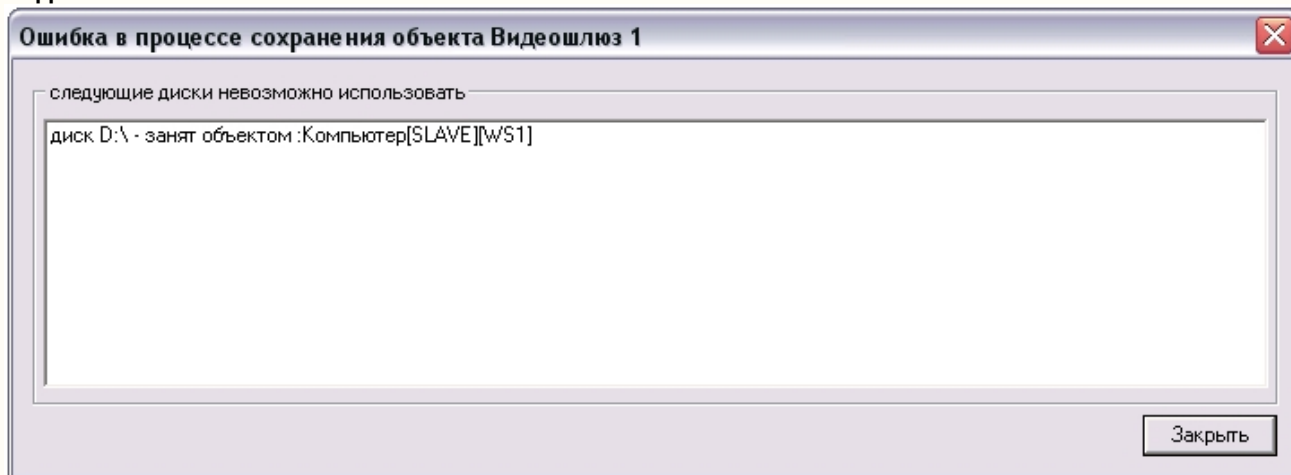 Ошибка в процессе сохранения объекта Видеошлюз 1
следующие диски невозможно использовать
диск D:\ - занят объектом :Компьютер[SLAVE][WS1]
Закрыть